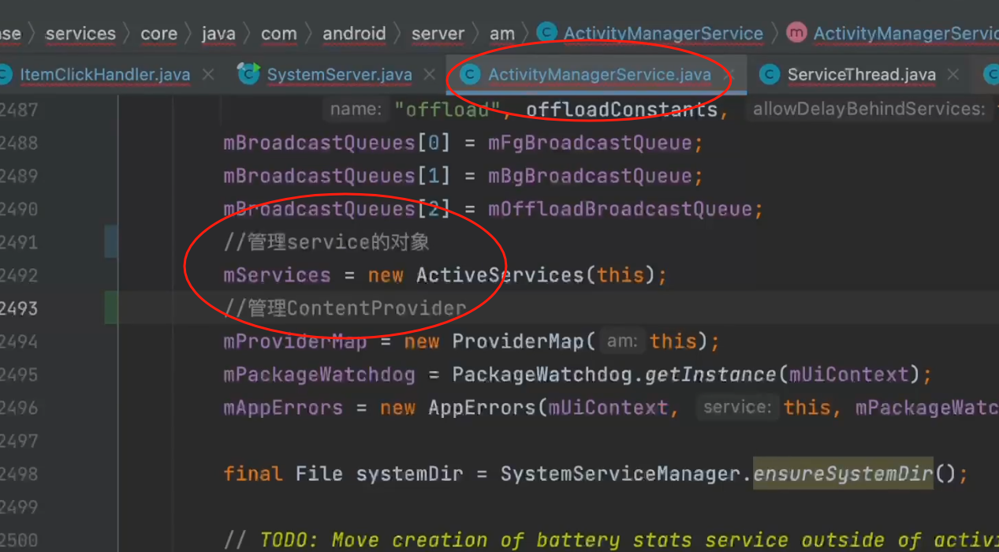 services core java com android server am ActivityManagerService
ItemClickHandler.java SystemServer.java ActivityManagerService.java ServiceThread.java
2487 name: "offload", offloadConstants, allowDelayBehindServices:
2488 mBroadcastQueues[0] = mFgBroadcastQueue;
2489 mBroadcastQueues[1] = mBgBroadcastQueue;
2490 mBroadcastQueues[2] = mOffloadBroadcastQueue;
2491 //管理service的对象
2492 mServices = new ActiveServices(this);
2493 //管理ContentProvider
2494 mProviderMap = new ProviderMap( am: this);
2495 mPackageWatchdog = PackageWatchdog.getInstance(mUiContext);
2496 mAppErrors = new AppErrors(mUiContext, service: this, mPackageWatc
2497
2498 final File systemDir = SystemServiceManager.ensureSystemDir();
2499
2500 // TODO: Move creation of battery stats service outside of activi